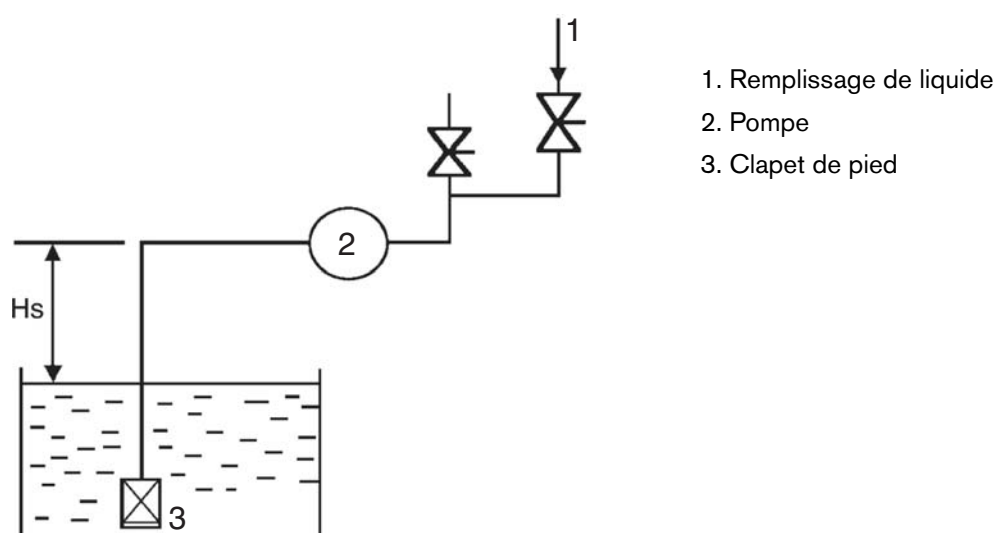 1
1. Remplissage de liquide
2. Pompe
3. Clapet de pied
2
Hs
3